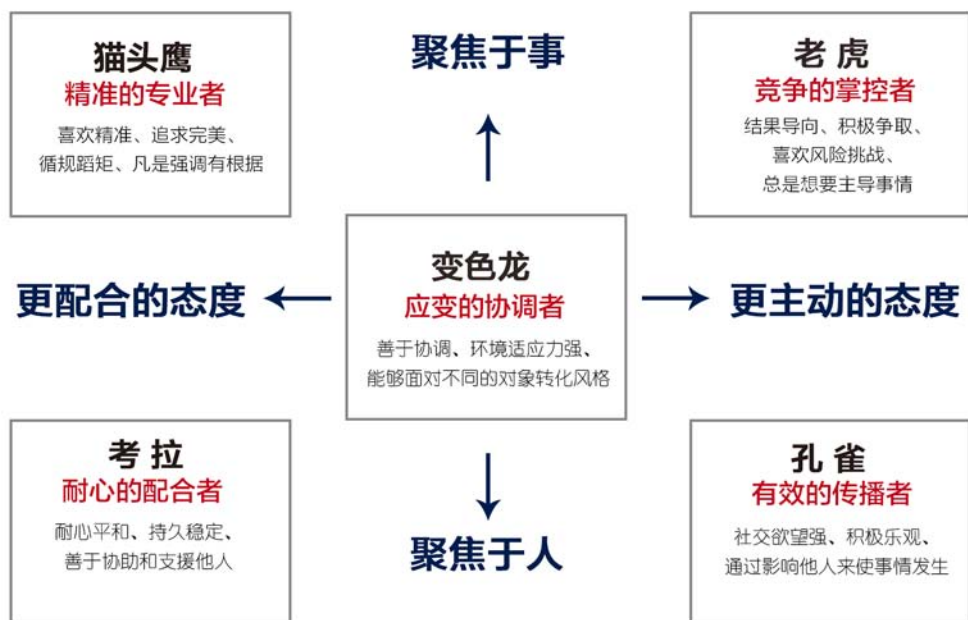 猫头鹰
精准的专业者
喜欢精准、追求完美、
循规蹈矩、凡是强调有根据
聚焦于事
老虎
竞争的掌控者
结果导向、积极争取、
喜欢风险挑战、
总是想要主导事情
更配合的态度
变色龙
应变的协调者
善于协调、环境适应力强、
能够面对不同的对象转化风格
更主动的态度
考拉
耐心的配合者
耐心平和、持久稳定、
善于协助和支援他人
聚焦于人
孔雀
有效的传播者
社交欲望强、积极乐观、
通过影响他人来使事情发生